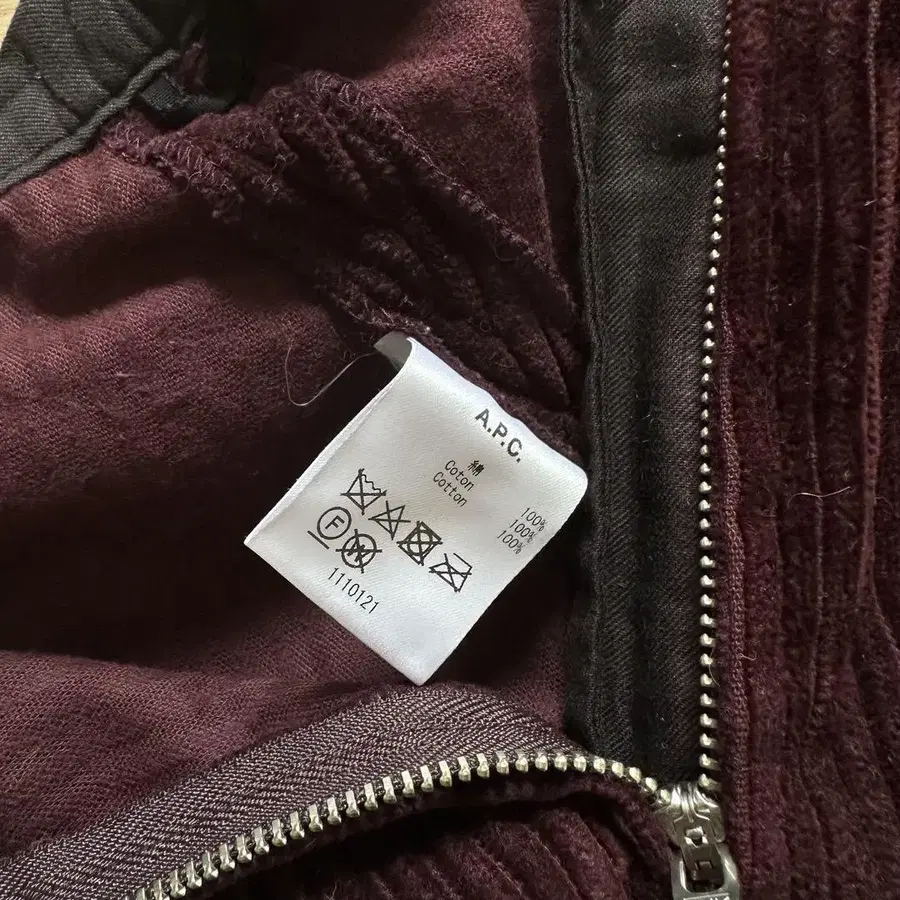 A.P.C.
綿 100%
Coton 100%
Cotton 100%
F
W
1110121